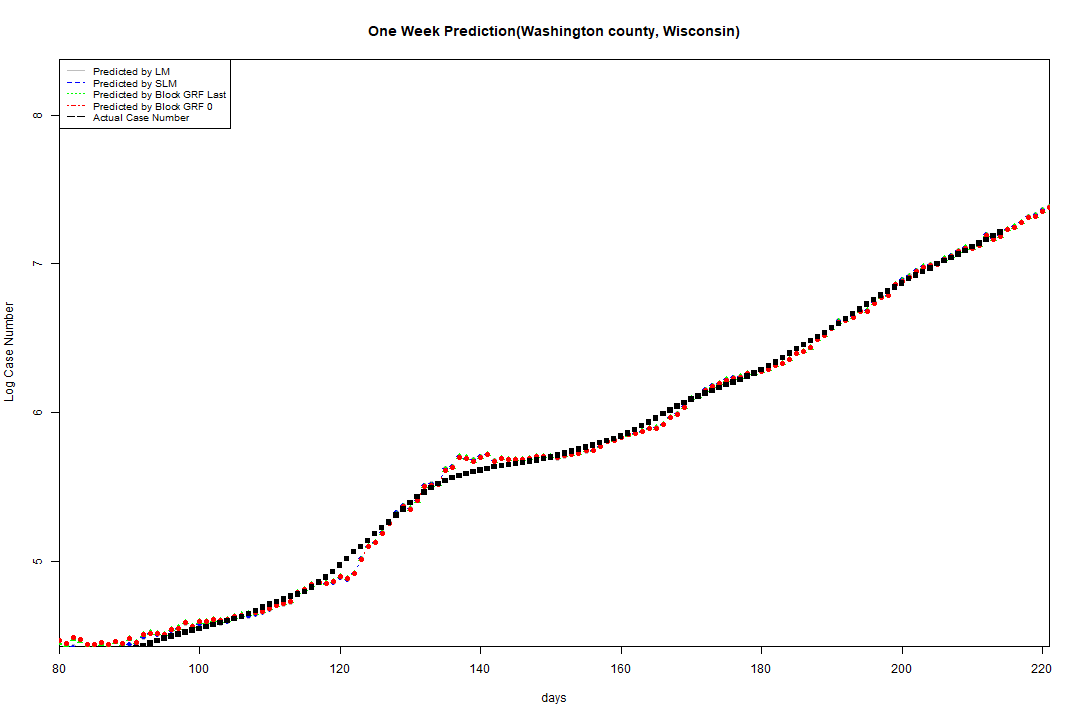 One Week Prediction(Washington county, Wisconsin)
Predicted by LM
Predicted by SLM
Predicted by Block GRF Last
Predicted by Block GRF 0
Actual Case Number
8
7
6
5
Log Case Number
80 100 120 140 160 180 200 220
days